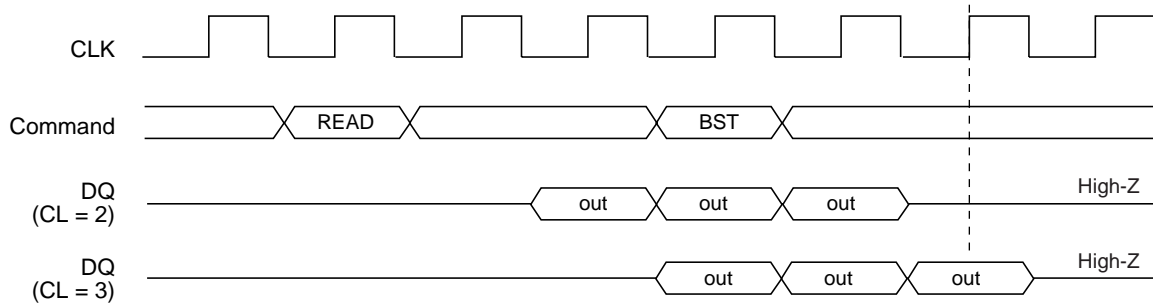 CLK
Command
READ
BST
DQ
(CL = 2)
out
out
out
High-Z
DQ
(CL = 3)
out
out
out
High-Z